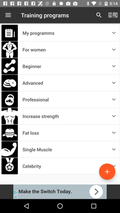 8:14
Training programs
My programms
For women
Beginner
Advanced
Professional
Increase strength
Fat loss
Single Muscle
Celebrity
Make the Switch Today.